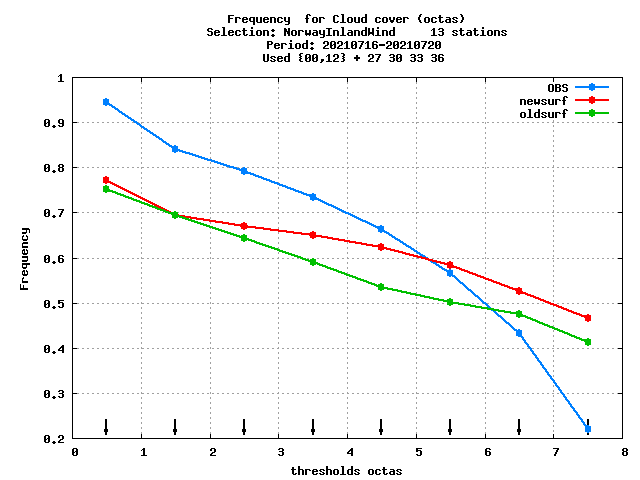 Frequency  for Cloud cover (octas)
Selection: NorwayInlandWind     13 stations
Period: 20210716-20210720
Used {00,12} + 27 30 33 36
OBS
newsurf
oldsurf
1
0.9
0.8
0.7
0.6
0.5
0.4
0.3
0.2
Frequency
0 1 2 3 4 5 6 7 8
thresholds octas